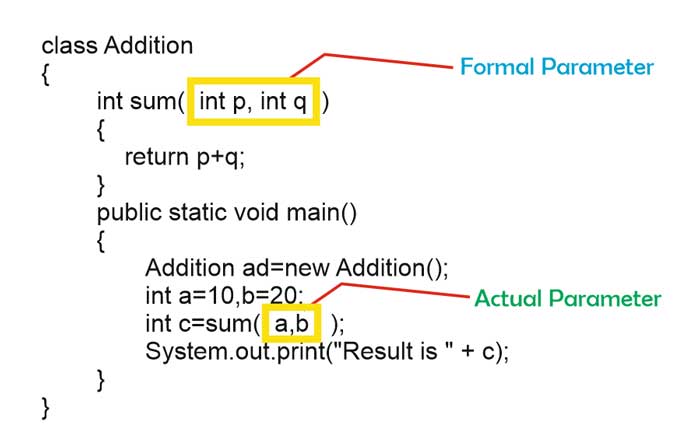 class Addition
{
Formal Parameter
int sum( int p, int q )
{
return p+q;
}
public static void main()
{
Addition ad=new Addition();
int a=10,b=20;
Actual Parameter
int c=sum( a,b );
System.out.print("Result is " + c);
}
}